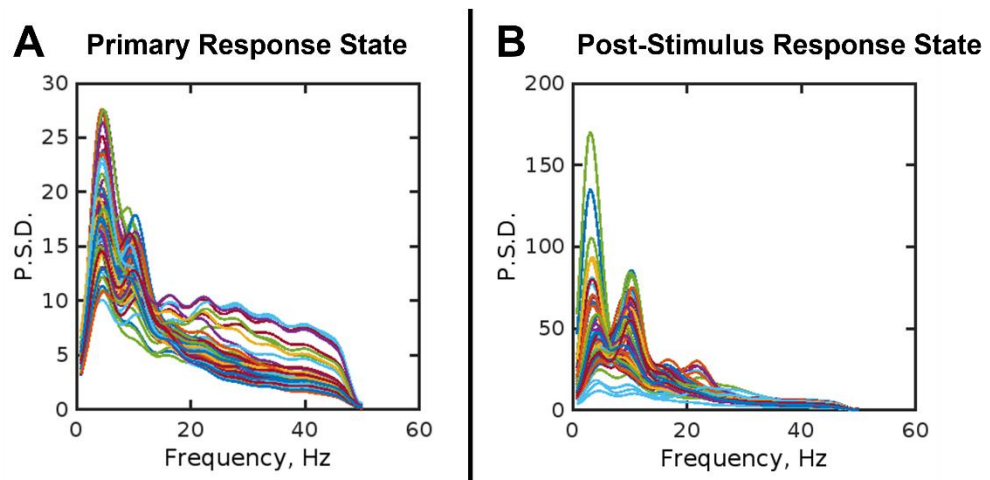 A Primary Response State
30
25
20
15
10
5
0
P.S.D.
0 20 40 60
Frequency, Hz
B Post-Stimulus Response State
200
150
100
50
0
P.S.D.
0 20 40 60
Frequency, Hz